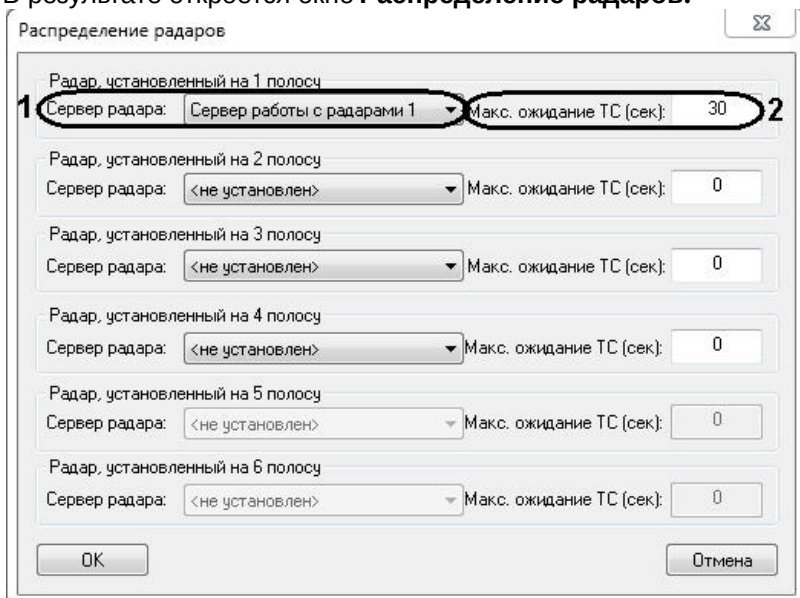 В результате откроется окно Распределение радаров.
Распределение радаров
Радар, установленный на 1 полосу
1 Сервер радара: Сервер работы с радарами 1 Макс. ожидание ТС (сек): 30 2
Радар, установленный на 2 полосу
Сервер радара: <не установлен> Макс. ожидание ТС (сек): 0
Радар, установленный на 3 полосу
Сервер радара: <не установлен> Макс. ожидание ТС (сек): 0
Радар, установленный на 4 полосу
Сервер радара: <не установлен> Макс. ожидание ТС (сек): 0
Радар, установленный на 5 полосу
Сервер радара: <не установлен> Макс. ожидание ТС (сек): 0
Радар, установленный на 6 полосу
Сервер радара: <не установлен> Макс. ожидание ТС (сек): 0
OK Отмена